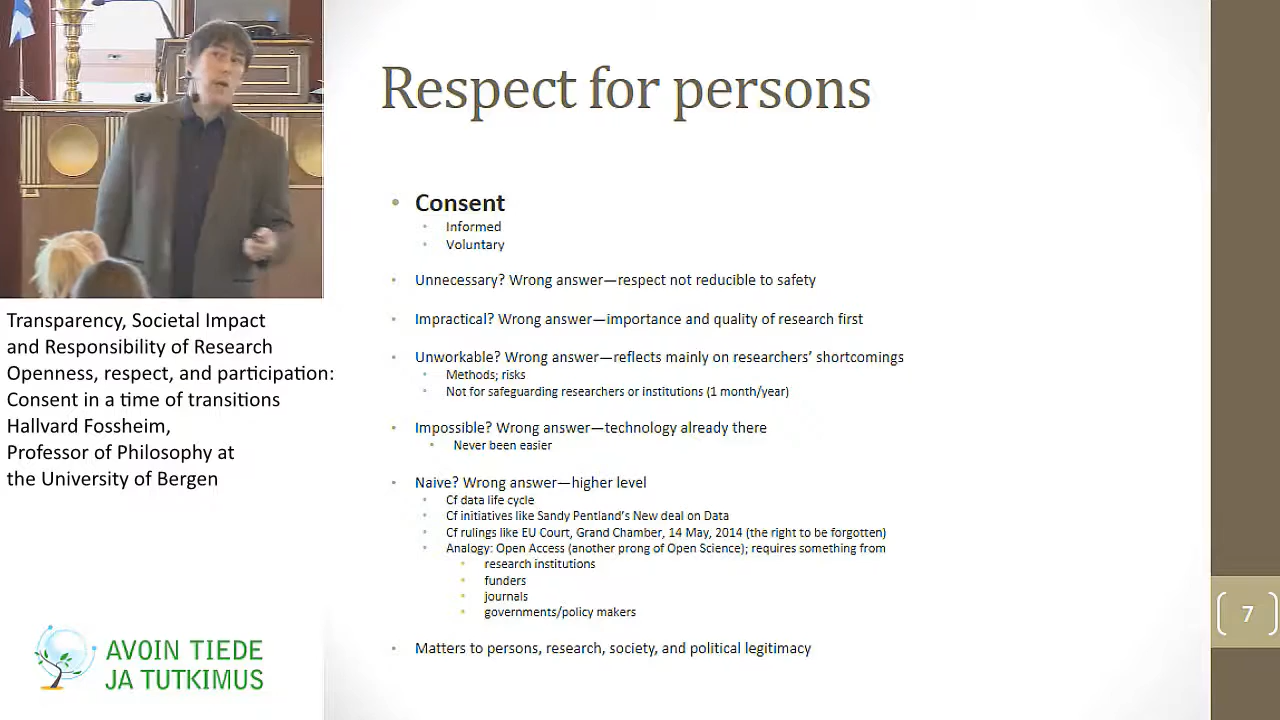 Respect for persons
Consent
Informed
Voluntary
Unnecessary? Wrong answer—respect not reducible to safety
Impractical? Wrong answer—importance and quality of research first
Unworkable? Wrong answer—reflects mainly on researchers’ shortcomings
Methods; risks
Not for safeguarding researchers or institutions (1 month/year)
Impossible? Wrong answer—technology already there
Never been easier
Naive? Wrong answer—higher level
Cf data life cycle
Cf initiatives like Sandy Pentland’s New deal on Data
Cf rulings like EU Court, Grand Chamber, 14 May, 2014 (the right to be forgotten)
Analogy: Open Access (another prong of Open Science); requires something from
research institutions
funders
journals
governments/policy makers
Matters to persons, research, society, and political legitimacy
7
Transparency, Societal Impact
and Responsibility of Research
Openness, respect, and participation:
Consent in a time of transitions
Hallvard Fossheim,
Professor of Philosophy at
the University of Bergen
AVOIN TIEDE
JA TUTKIMUS